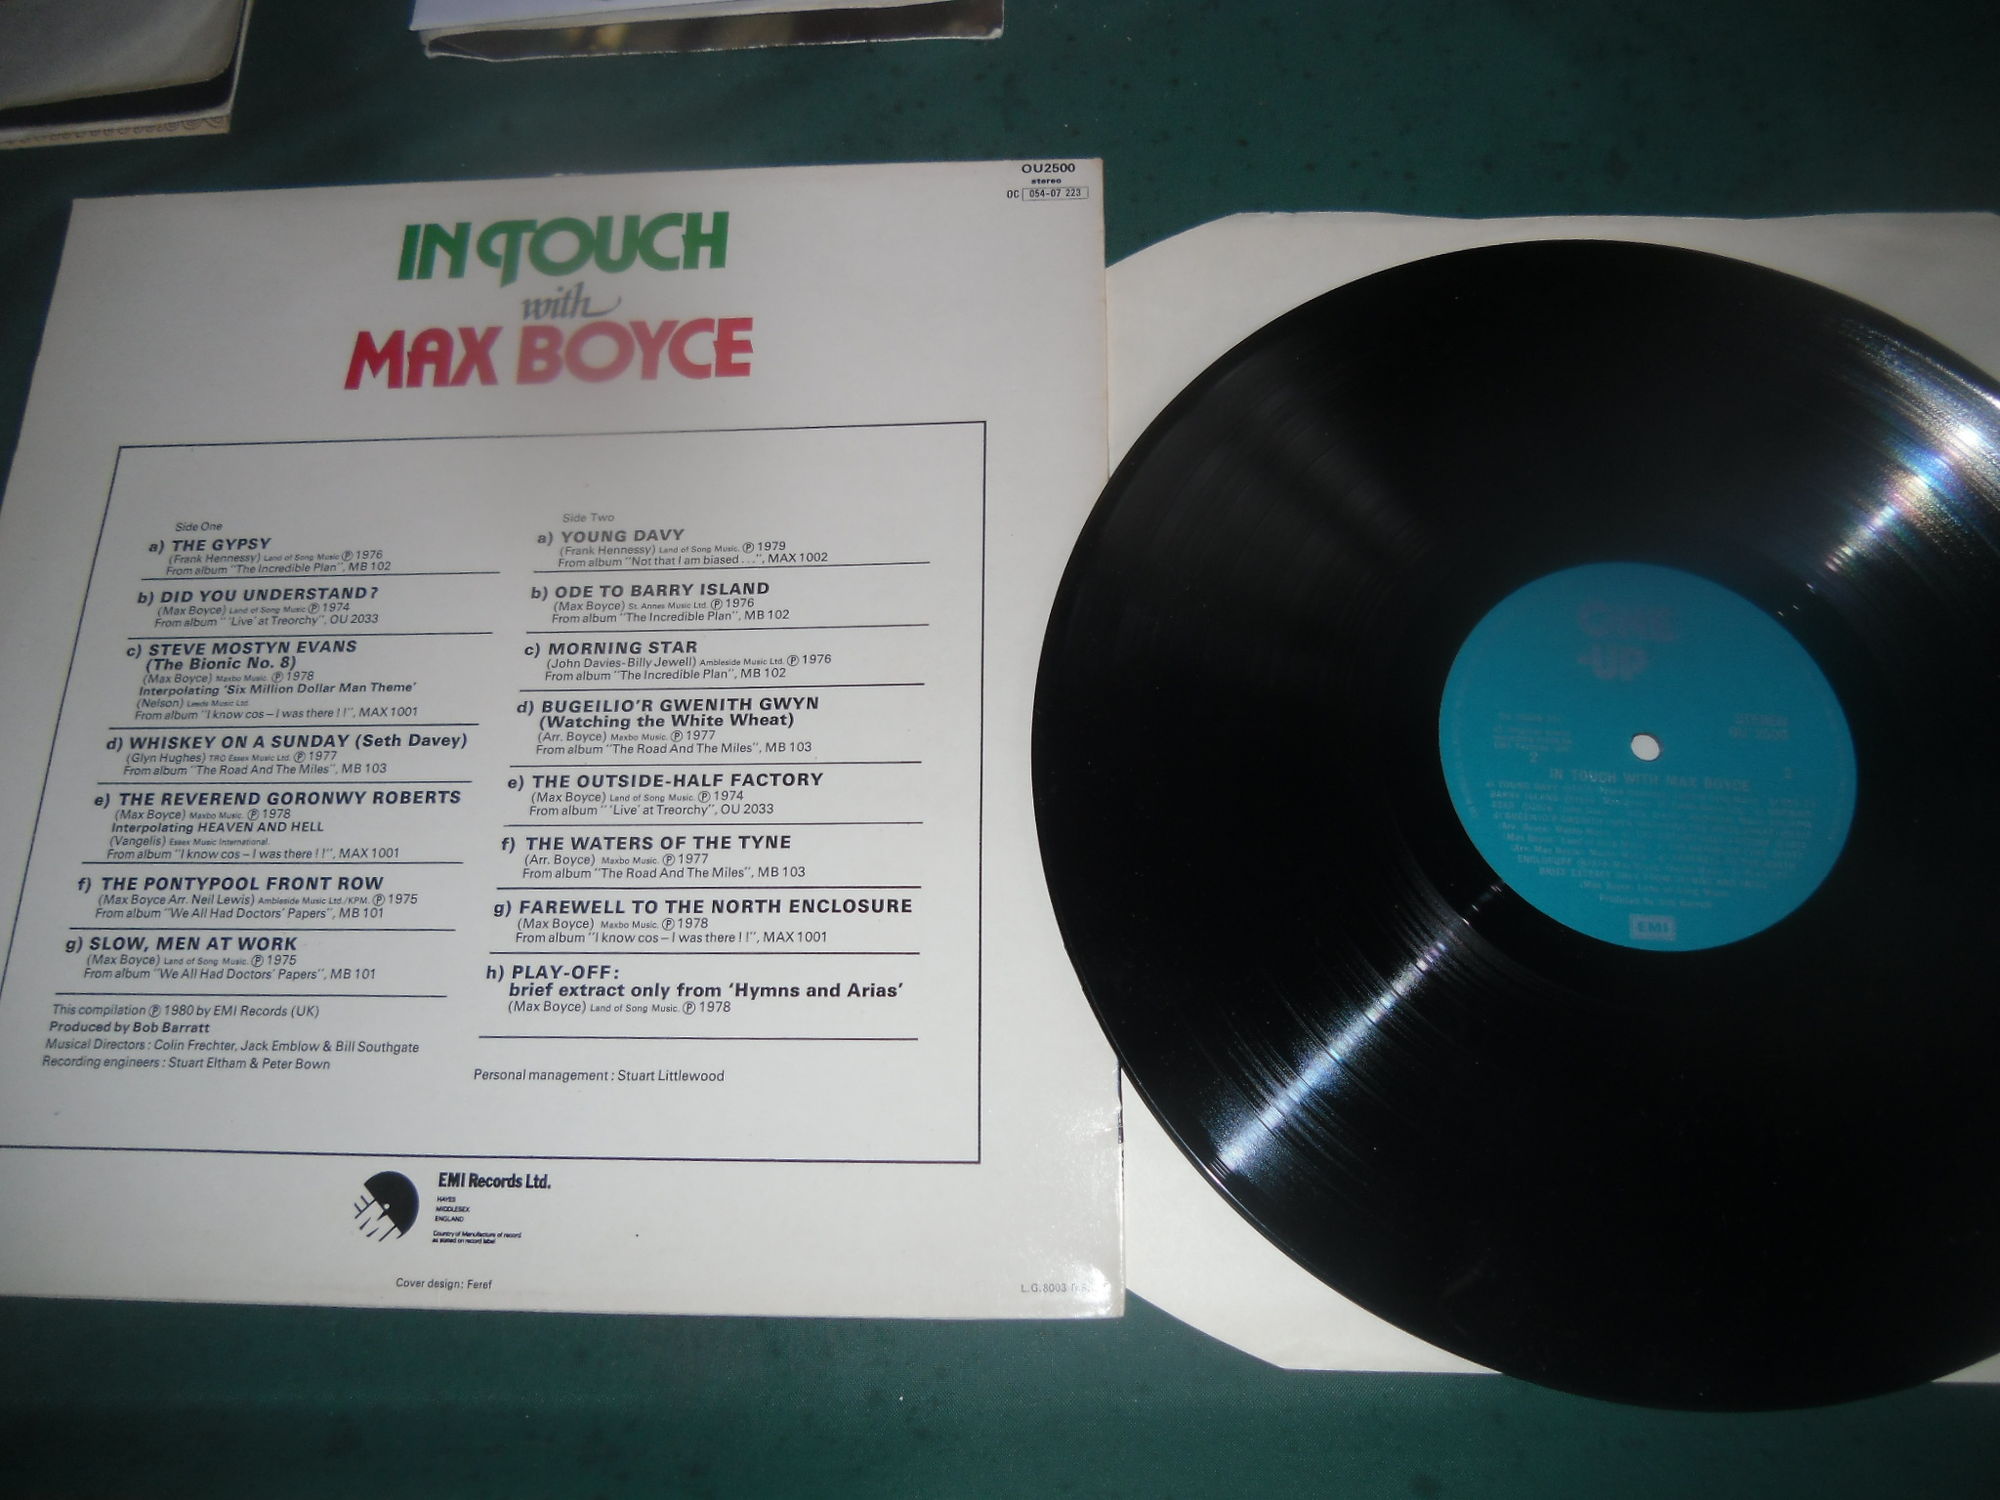 OU2500
stereo
OC 054-07 223
IN TOUCH
with
MAX BOYCE
Side One
a) THE GYPSY
(Frank Hennessy) Land of Song Music Ⓟ 1976
From album "The Incredible Plan", MB 102
b) DID YOU UNDERSTAND?
(Max Boyce) Land of Song Music Ⓟ 1974
From album "'Live' at Treorchy", OU 2033
c) STEVE MOSTYN EVANS
(The Bionic No. 8)
(Max Boyce) Maxbo Music. Ⓟ 1978
Interpolating 'Six Million Dollar Man Theme'
(Nelson) Leeds Music Ltd.
From album "I know cos – I was there ! !", MAX 1001
d) WHISKEY ON A SUNDAY (Seth Davey)
(Glyn Hughes) TRO Essex Music Ltd. Ⓟ 1977
From album "The Road And The Miles", MB 103
e) THE REVEREND GORONWY ROBERTS
(Max Boyce) Maxbo Music. Ⓟ 1978
Interpolating HEAVEN AND HELL
(Vangelis) Essex Music International.
From album "I know cos – I was there ! !", MAX 1001
f) THE PONTYPOOL FRONT ROW
(Max Boyce Arr. Neil Lewis) Ambleside Music Ltd./KPM. Ⓟ 1975
From album "We All Had Doctors' Papers", MB 101
g) SLOW, MEN AT WORK
(Max Boyce) Land of Song Music. Ⓟ 1975
From album "We All Had Doctors' Papers", MB 101
This compilation Ⓟ 1980 by EMI Records (UK)
Produced by Bob Barratt
Musical Directors : Colin Frechter, Jack Emblow & Bill Southgate
Recording engineers : Stuart Eltham & Peter Bown
Side Two
a) YOUNG DAVY
(Frank Hennessy) Land of Song Music. Ⓟ 1979
From album "Not that I am biased . . .", MAX 1002
b) ODE TO BARRY ISLAND
(Max Boyce) St. Annes Music Ltd. Ⓟ 1976
From album "The Incredible Plan", MB 102
c) MORNING STAR
(John Davies-Billy Jewell) Ambleside Music Ltd. Ⓟ 1976
From album "The Incredible Plan", MB 102
d) BUGEILIO'R GWENITH GWYN
(Watching the White Wheat)
(Arr. Boyce) Maxbo Music. Ⓟ 1977
From album "The Road And The Miles", MB 103
e) THE OUTSIDE-HALF FACTORY
(Max Boyce) Land of Song Music. Ⓟ 1974
From album "'Live' at Treorchy", OU 2033
f) THE WATERS OF THE TYNE
(Arr. Boyce) Maxbo Music. Ⓟ 1977
From album "The Road And The Miles", MB 103
g) FAREWELL TO THE NORTH ENCLOSURE
(Max Boyce) Maxbo Music. Ⓟ 1978
From album "I know cos – I was there ! !", MAX 1001
h) PLAY-OFF:
brief extract only from 'Hymns and Arias'
(Max Boyce) Land of Song Music. Ⓟ 1978
Personal management : Stuart Littlewood
EMI
EMI Records Ltd.
HAYES
MIDDLESEX
ENGLAND
Country of Manufacture of record
as stated on record label
Cover design: Feref
L.G.8003
ONE
-UP
STEREO
OU 2500
2
2
IN TOUCH WITH MAX BOYCE
EMI